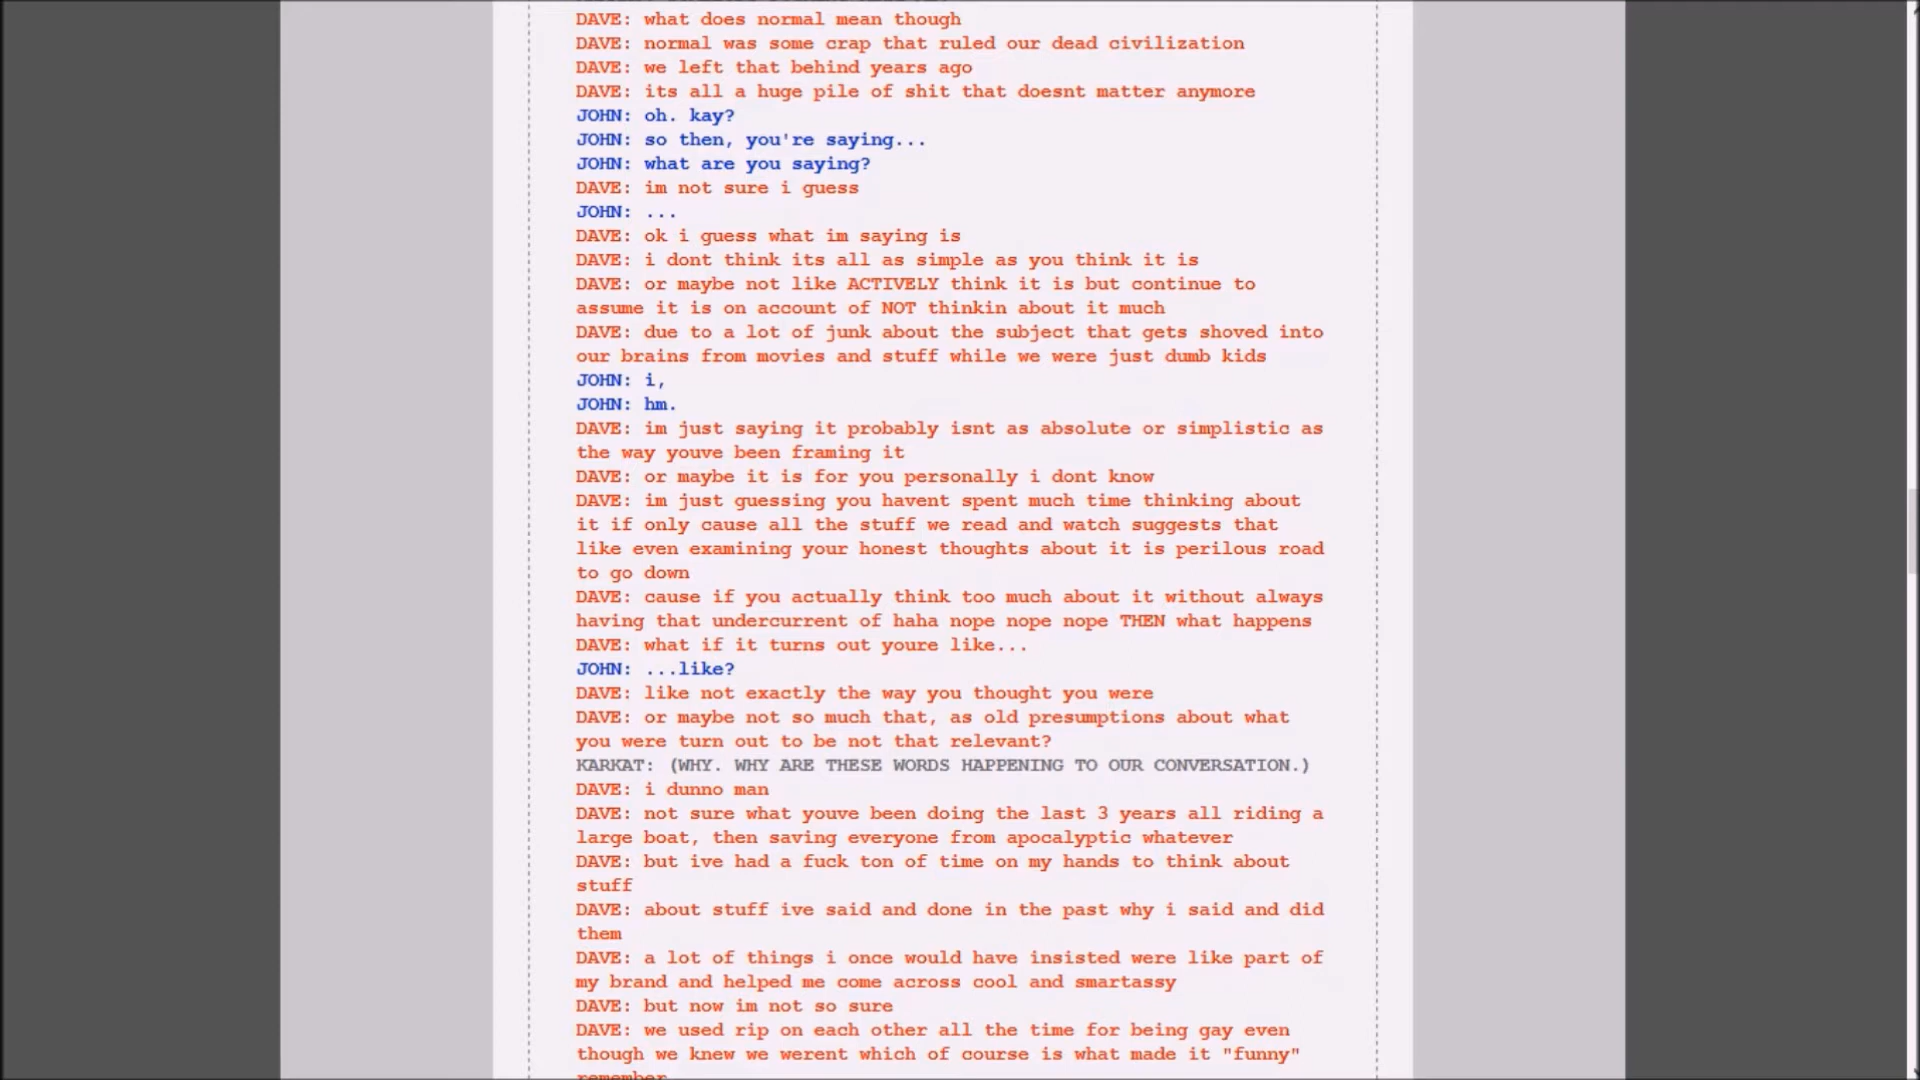 DAVE: what does normal mean though
DAVE: normal was some crap that ruled our dead civilization
DAVE: we left that behind years ago
DAVE: its all a huge pile of shit that doesnt matter anymore
JOHN: oh. kay?
JOHN: so then, you're saying...
JOHN: what are you saying?
DAVE: im not sure i guess
JOHN: ...
DAVE: ok i guess what im saying is
DAVE: i dont think its all as simple as you think it is
DAVE: or maybe not like ACTIVELY think it is but continue to
assume it is on account of NOT thinkin about it much
DAVE: due to a lot of junk about the subject that gets shoved into
our brains from movies and stuff while we were just dumb kids
JOHN: i,
JOHN: hm.
DAVE: im just saying it probably isnt as absolute or simplistic as
the way youve been framing it
DAVE: or maybe it is for you personally i dont know
DAVE: im just guessing you havent spent much time thinking about
it if only cause all the stuff we read and watch suggests that
like even examining your honest thoughts about it is perilous road
to go down
DAVE: cause if you actually think too much about it without always
having that undercurrent of haha nope nope nope THEN what happens
DAVE: what if it turns out youre like...
JOHN: ...like?
DAVE: like not exactly the way you thought you were
DAVE: or maybe not so much that, as old presumptions about what
you were turn out to be not that relevant?
KARKAT: (WHY. WHY ARE THESE WORDS HAPPENING TO OUR CONVERSATION.)
DAVE: i dunno man
DAVE: not sure what youve been doing the last 3 years all riding a
large boat, then saving everyone from apocalyptic whatever
DAVE: but ive had a fuck ton of time on my hands to think about
stuff
DAVE: about stuff ive said and done in the past why i said and did
them
DAVE: a lot of things i once would have insisted were like part of
my brand and helped me come across cool and smartassy
DAVE: but now im not so sure
DAVE: we used rip on each other all the time for being gay even
though we knew we werent which of course is what made it "funny"
remember